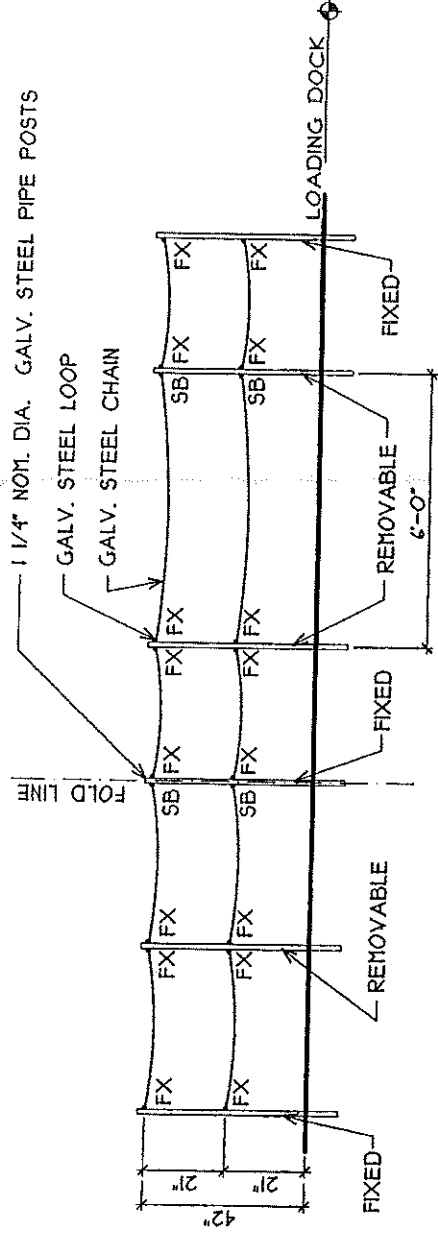 1 1/4" NOM. DIA. GALV. STEEL PIPE POSTS
GALV. STEEL LOOP
GALV. STEEL CHAIN
FOLD LINE
FX
FX FX
SB FX
FX FX
SB FX
FX
FX
FX FX
SB FX
FX FX
SB FX
FX
21"
21"
42"
LOADING DOCK
FIXED
REMOVABLE
FIXED
REMOVABLE
FIXED
6'-0"